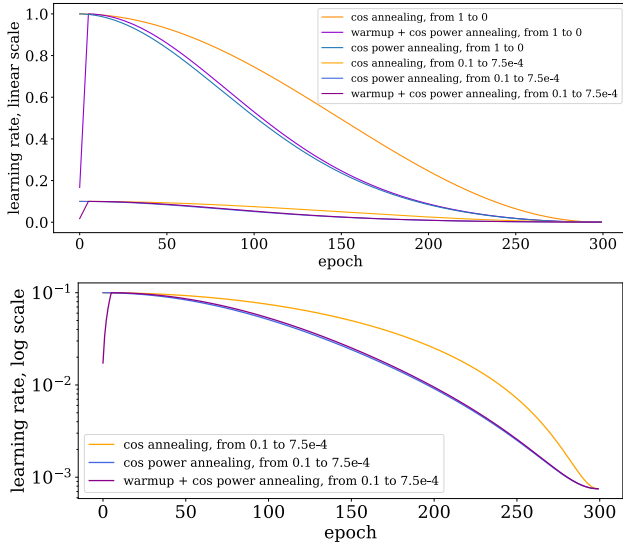 learning rate, linear scale
1.0
0.8
0.6
0.4
0.2
0.0
cos annealing, from 1 to 0
warmup + cos power annealing, from 1 to 0
cos power annealing, from 1 to 0
cos annealing, from 0.1 to 7.5e-4
cos power annealing, from 0.1 to 7.5e-4
warmup + cos power annealing, from 0.1 to 7.5e-4
0 50 100 150 200 250 300
epoch
learning rate, log scale
10⁻¹
10⁻²
10⁻³
cos annealing, from 0.1 to 7.5e-4
cos power annealing, from 0.1 to 7.5e-4
warmup + cos power annealing, from 0.1 to 7.5e-4
0 50 100 150 200 250 300
epoch